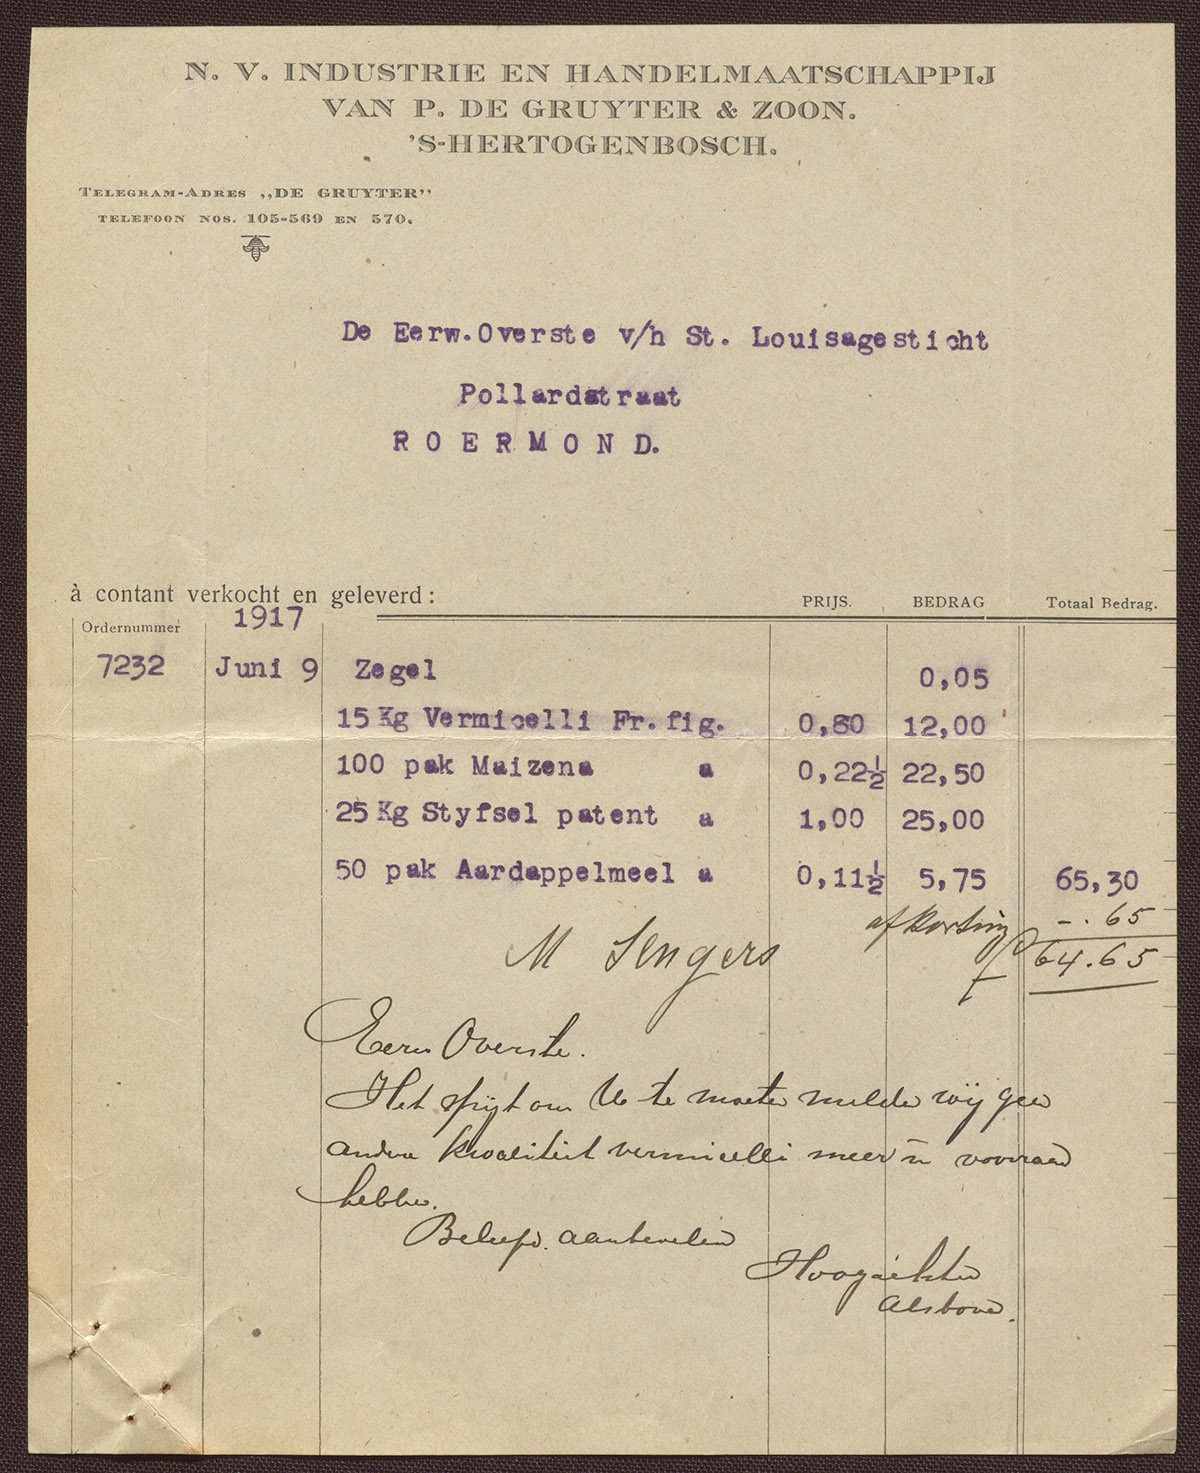 N. V. INDUSTRIE EN HANDELMAATSCHAPPIJ
VAN P. DE GRUYTER & ZOON.
'S-HERTOGENBOSCH.
TELEGRAM-ADRES „DE GRUYTER”
TELEFOON NOS. 105-569 EN 570.
De Eerw.Overste v/h St. Louisagesticht
Pollardstraat
ROERMOND.
à contant verkocht en geleverd: PRIJS. BEDRAG Totaal Bedrag.
Ordernummer 1917
7232 Juni 9 Zegel 0,05
15 Kg Vermicelli Fr.fig. 0,80 12,00
100 pak Maizena a 0,22½ 22,50
25 Kg Styfsel patent a 1,00 25,00
50 pak Aardappelmeel a 0,11½ 5,75 65,30
afkorting -.65
M Sengers f 64.65
Eerw Overste.
Het spijt ons U te moeten melden wij geen
andere kwaliteit vermicelli meer in voorraad
hebben.
Beleefd aanbevelend
Hoogachtend
Alsboven.